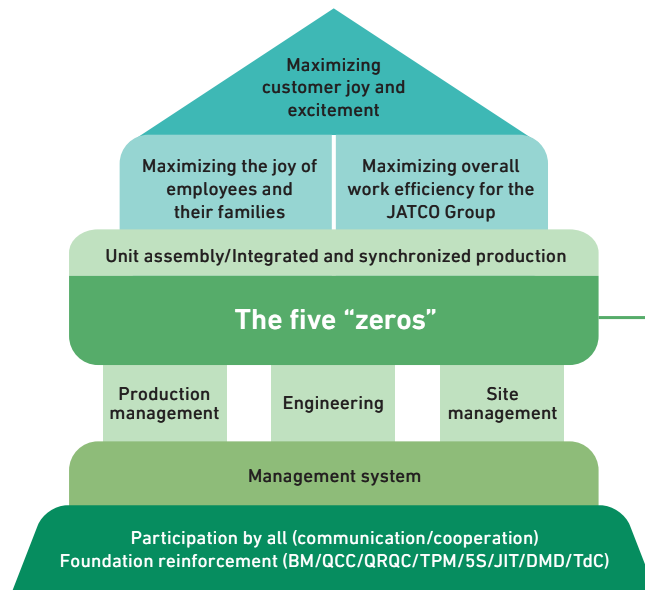 Maximizing
customer joy and
excitement
Maximizing the joy of
employees and
their families
Maximizing overall
work efficiency for the
JATCO Group
Unit assembly/Integrated and synchronized production
The five “zeros”
Production
management
Engineering
Site
management
Management system
Participation by all (communication/cooperation)
Foundation reinforcement (BM/QCC/QRQC/TPM/5S/JIT/DMD/TdC)